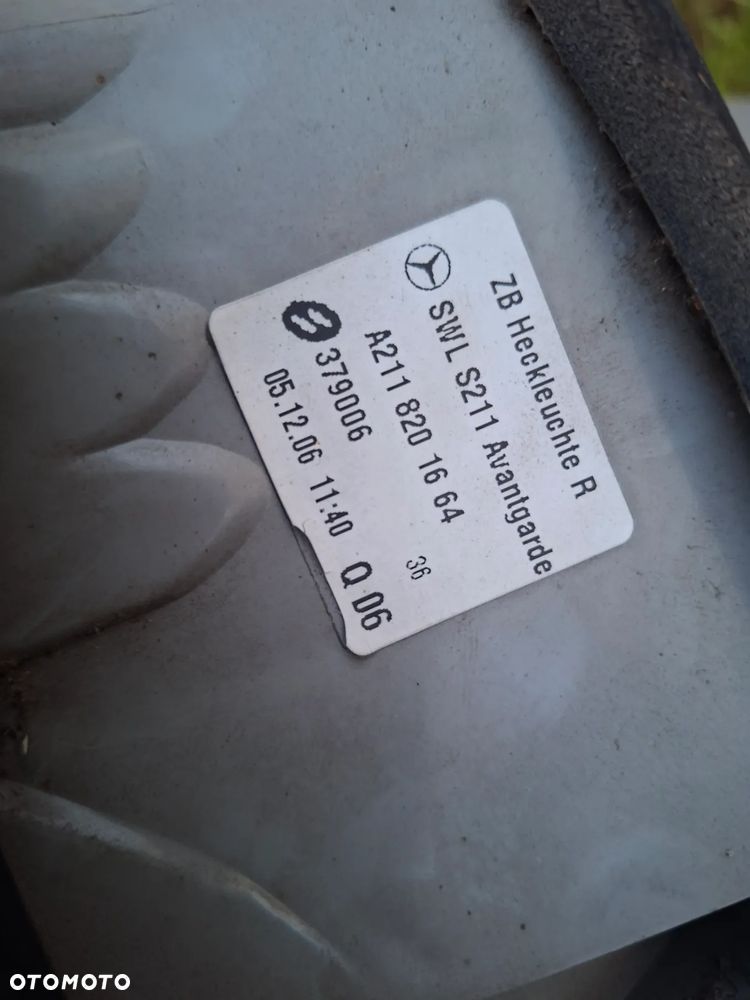 ZB Heckleuchte R
SWL S211 Avantgarde
A211 820 16 64
36
379006
05.12.06 11:40 Q 06
OTOMOTO